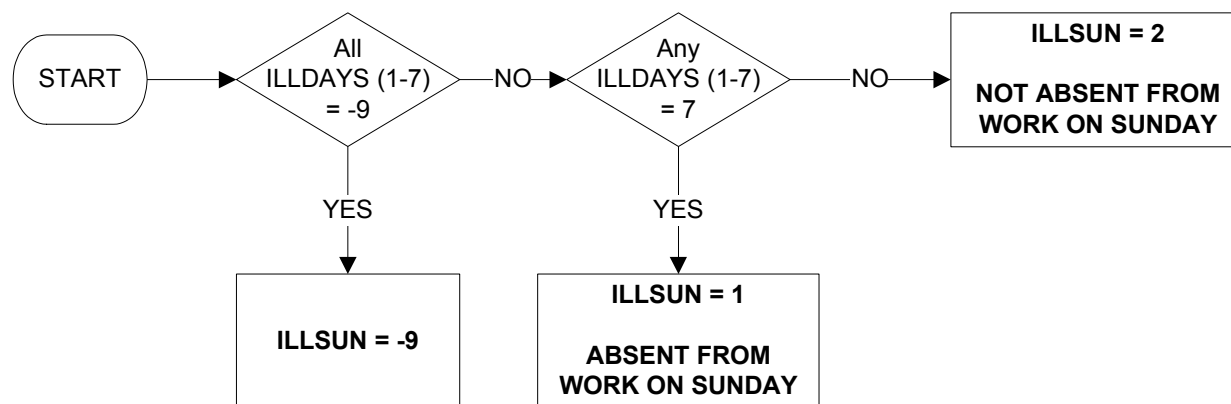 START
All
ILLDAYS (1-7)
= -9
NO
Any
ILLDAYS (1-7)
= 7
NO
ILLSUN = 2
NOT ABSENT FROM
WORK ON SUNDAY
YES
YES
ILLSUN = -9
ILLSUN = 1
ABSENT FROM
WORK ON SUNDAY